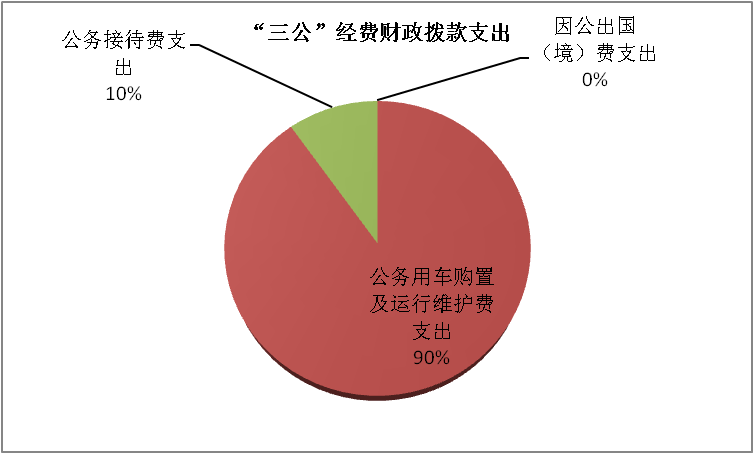 “三公”经费财政拨款支出
公务接待费支
出
10%
因公出国
（境）费支出
0%
公务用车购置
及运行维护费
支出
90%